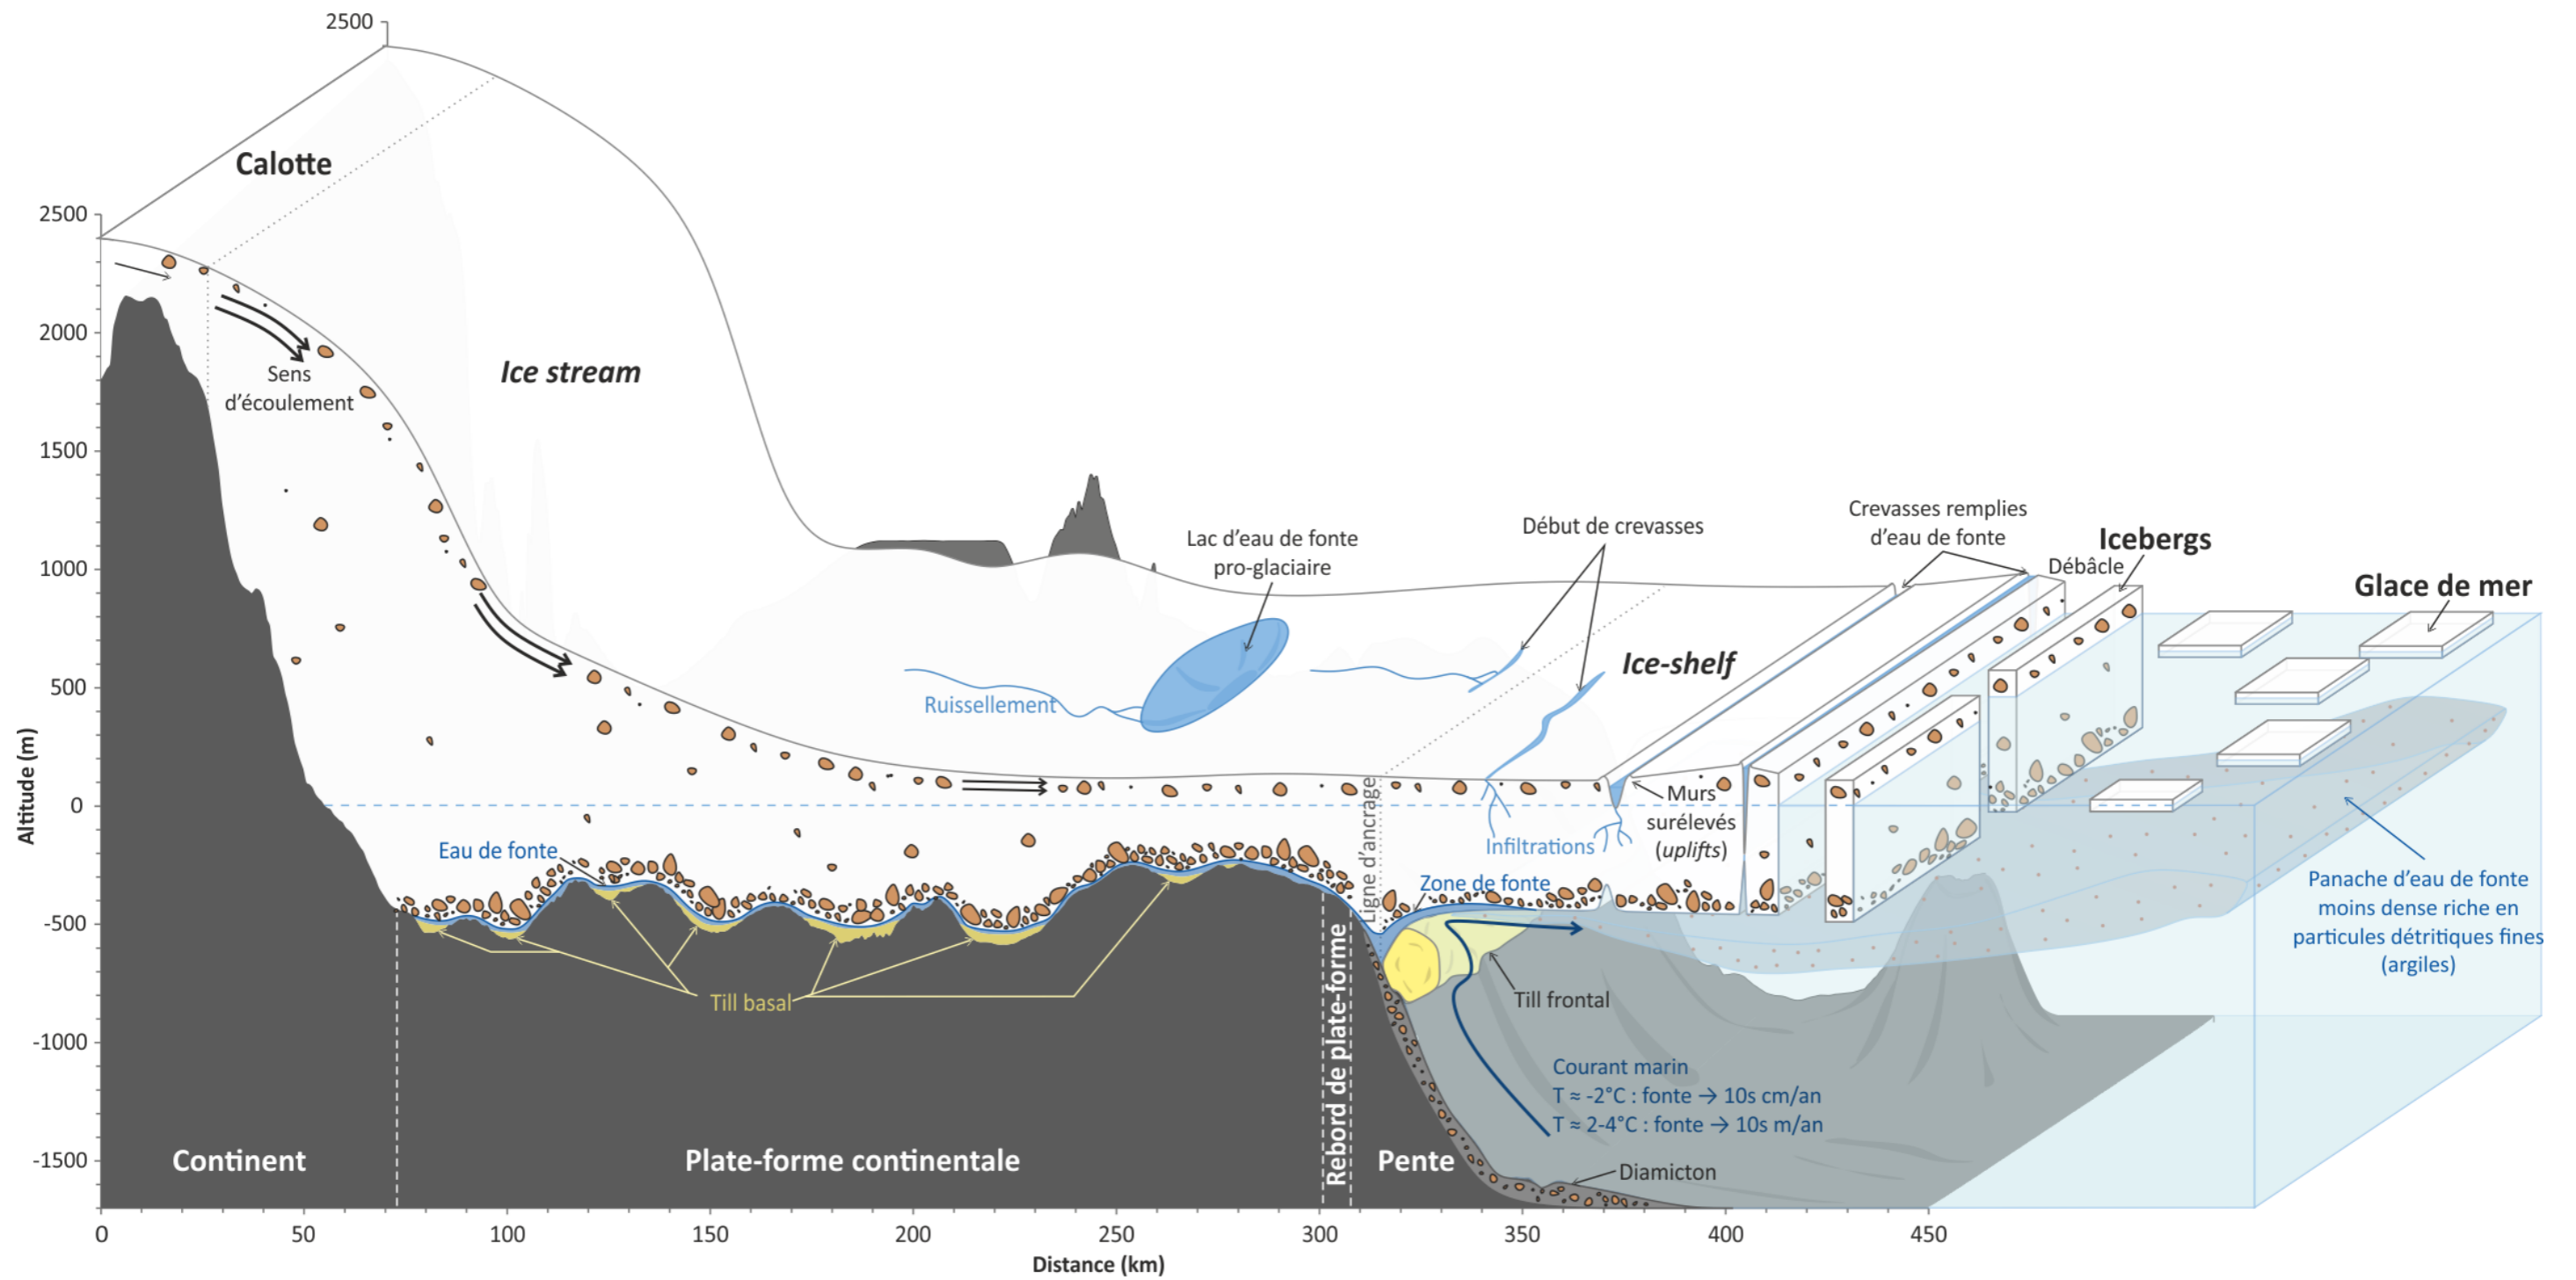 2500
Calotte
2500
2000
1500
1000
500
0
-500
-1000
-1500
Altitude (m)
Sens
d'écoulement
Ice stream
Lac d'eau de fonte
pro-glaciaire
Ruissellement
Début de crevasses
Ice-shelf
Crevasses remplies
d'eau de fonte
Débâcle
Icebergs
Glace de mer
Murs
surélevés
(uplifts)
Infiltrations
Ligne d'ancrage
Zone de fonte
Eau de fonte
Till basal
Till frontal
Panache d'eau de fonte
moins dense riche en
particules détritiques fines
(argiles)
Courant marin
T ≈ -2°C : fonte → 10s cm/an
T ≈ 2-4°C : fonte → 10s m/an
Diamicton
Continent
Plate-forme continentale
Rebord de plate-forme
Pente
0 50 100 150 200 250 300 350 400 450
Distance (km)